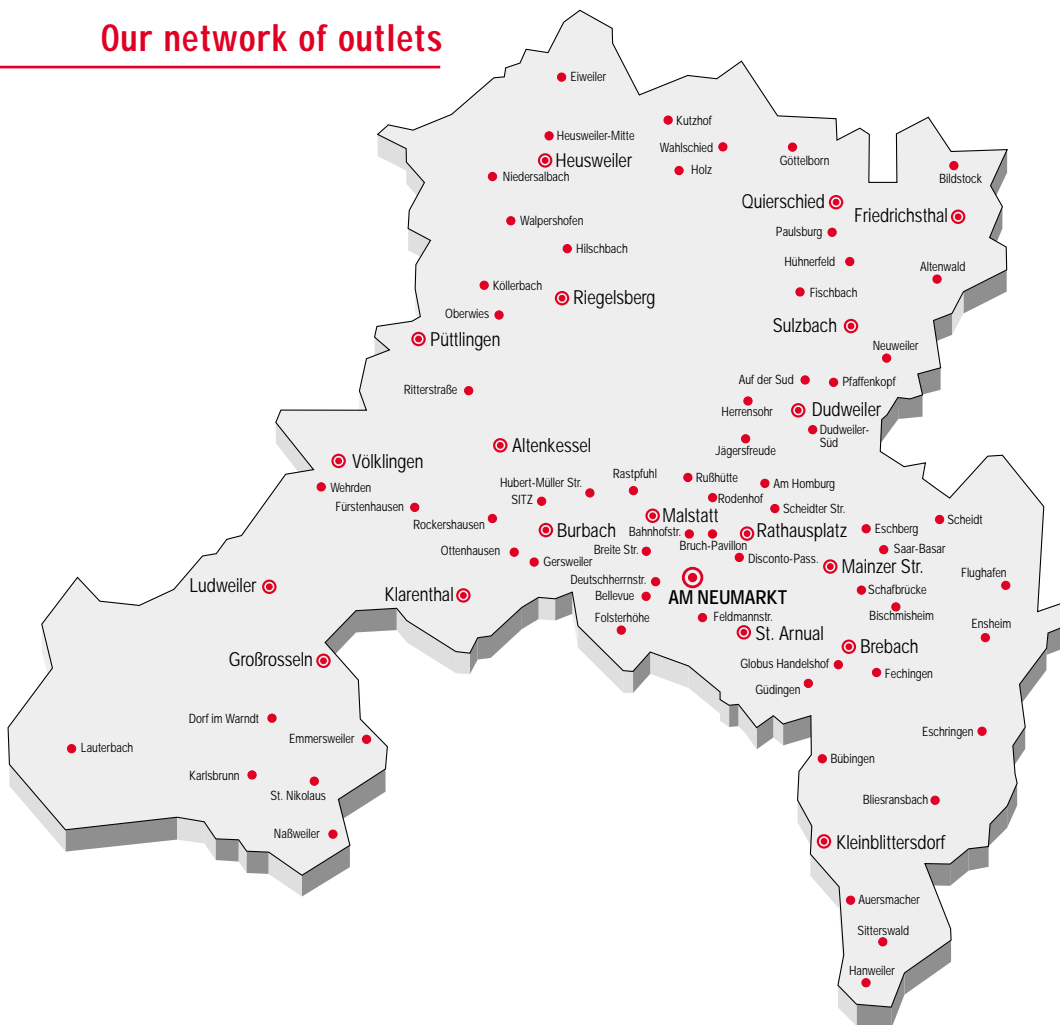 Our network of outlets
Eiweiler
Kutzhof
Heusweiler-Mitte
Wahlschied
Göttelborn
Heusweiler
Holz
Bildstock
Niedersalbach
Quierschied
Friedrichsthal
Walpershofen
Paulsburg
Hilschbach
Hühnerfeld
Altenwald
Köllerbach
Fischbach
Riegelsberg
Oberwies
Sulzbach
Püttlingen
Neuweiler
Auf der Sud
Pfaffenkopf
Ritterstraße
Herrensohr
Dudweiler
Dudweiler-
Süd
Jägersfreude
Altenkessel
Völklingen
Wehrden
Fürstenhausen
Hubert-Müller Str.
SITZ
Rastpfuhl
Rußhütte
Am Homburg
Rodenhof
Scheidter Str.
Rockershausen
Malstatt
Burbach
Bahnhofstr.
Rathausplatz
Eschberg
Scheidt
Bruch-Pavillon
Saar-Basar
Ottenhausen
Breite Str.
Disconto-Pass.
Gersweiler
Mainzer Str.
Flughafen
Ludweiler
Klarenthal
Deutschherrnstr.
Bellevue
AM NEUMARKT
Schafbrücke
Bischmisheim
Folsterhöhe
Feldmannstr.
Ensheim
St. Arnual
Brebach
Großrosseln
Globus Handelshof
Fechingen
Güdingen
Dorf im Warndt
Emmersweiler
Eschringen
Lauterbach
Bübingen
Karlsbrunn
St. Nikolaus
Bliesransbach
Naßweiler
Kleinblittersdorf
Auersmacher
Sitterswald
Hanweiler